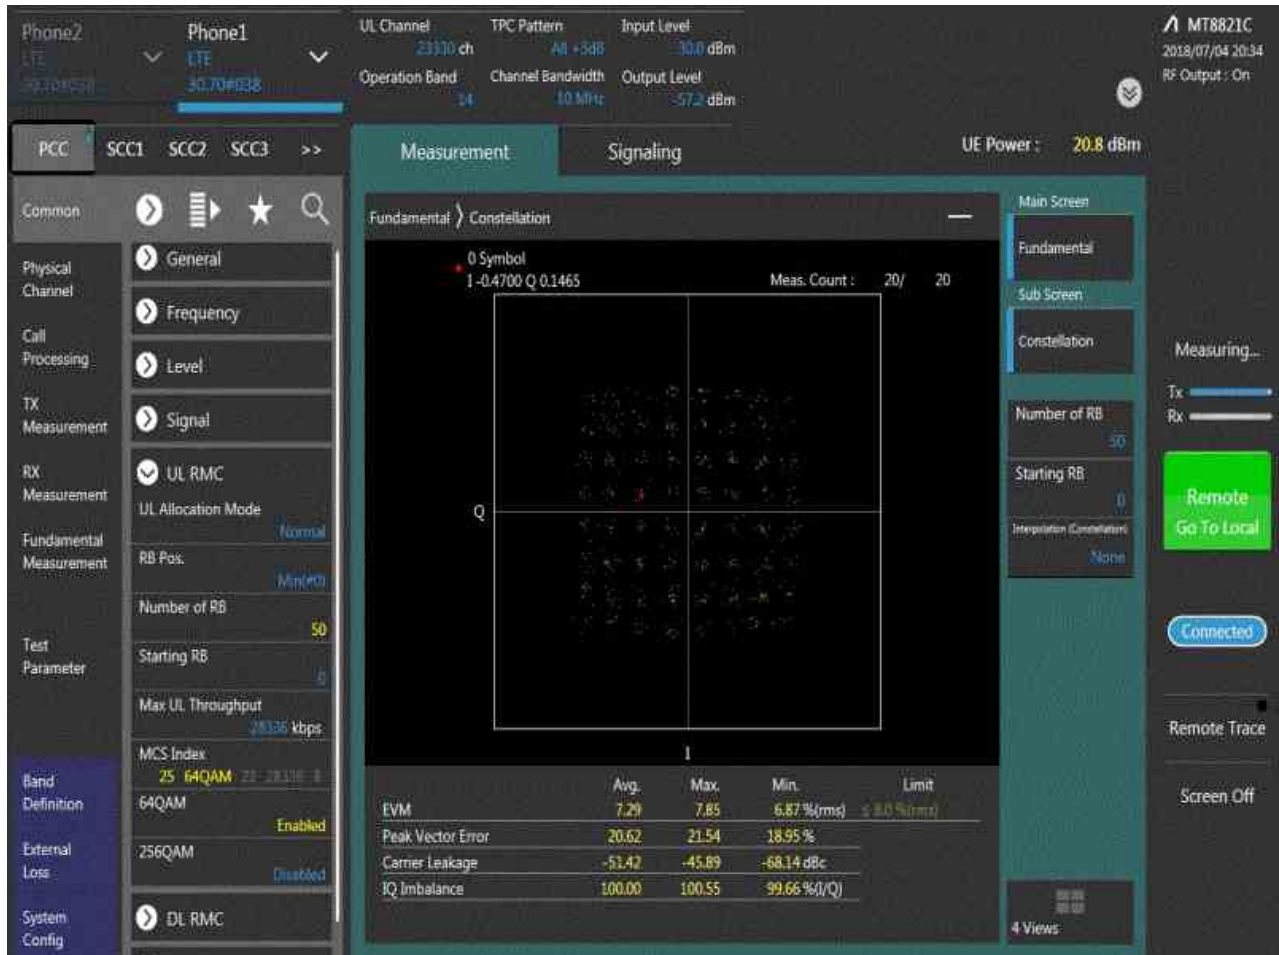 Phone2
LTE
Phone1
LTE
30.70#038
UL Channel
23330 ch
TPC Pattern
All +3dB
Input Level
30.0 dBm
Operation Band
14
Channel Bandwidth
10 MHz
Output Level
-57.2 dBm
MT8821C
2018/07/04 20:34
RF Output : On
PCC
SCC1
SCC2
SCC3
>>
Measurement
Signaling
UE Power : 20.8 dBm
Common
Physical
Channel
Call
Processing
TX
Measurement
RX
Measurement
Fundamental
Measurement
Test
Parameter
Band
Definition
External
Loss
System
Config
General
Frequency
Level
Signal
UL RMC
UL Allocation Mode
Normal
RB Pos.
Min(#0)
Number of RB
50
Starting RB
0
Max UL Throughput
28336 kbps
MCS Index
25 64QAM
64QAM
Enabled
256QAM
Disabled
DL RMC
Fundamental
Constellation
0 Symbol
I -0.4700 Q 0.1465
Meas. Count : 20/ 20
Q
I
Avg. Max. Min. Limit
EVM 7.29 7.85 6.87 %(rms) ≤ 8.0 %(rms)
Peak Vector Error 20.62 21.54 18.95 %
Carrier Leakage -51.42 -45.89 -68.14 dBc
IQ Imbalance 100.00 100.55 99.66 %(I/Q)
Main Screen
Fundamental
Sub Screen
Constellation
Number of RB
50
Starting RB
0
Interpolation (Constellation)
None
4 Views
Measuring...
Tx
Rx
Remote
Go To Local
Connected
Remote Trace
Screen Off